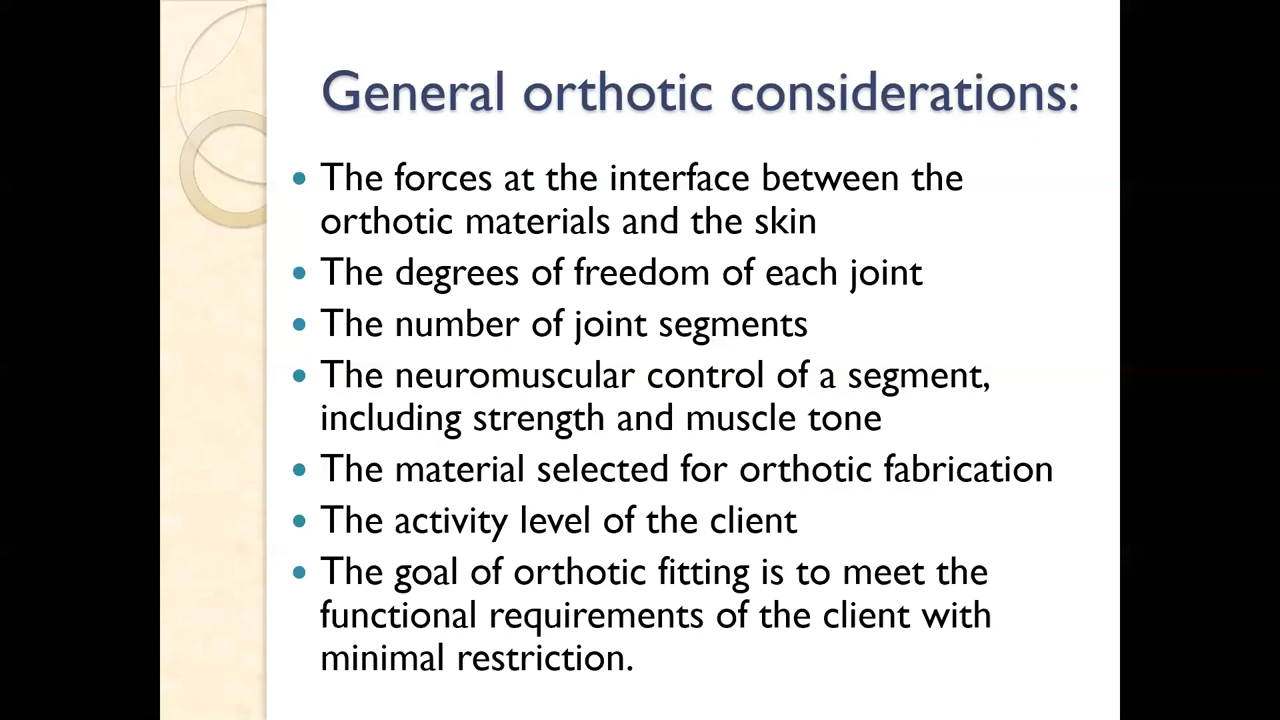 General orthotic considerations:
• The forces at the interface between the
orthotic materials and the skin
• The degrees of freedom of each joint
• The number of joint segments
• The neuromuscular control of a segment,
including strength and muscle tone
• The material selected for orthotic fabrication
• The activity level of the client
• The goal of orthotic fitting is to meet the
functional requirements of the client with
minimal restriction.